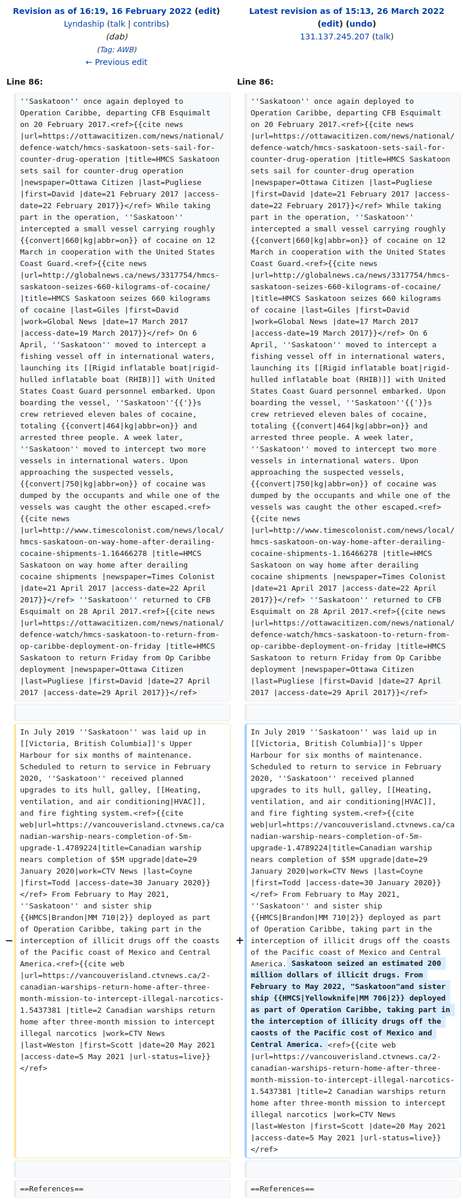 Revision as of 16:19, 16 February 2022 (edit)
Lyndaship (talk | contribs)
(dab)
(Tag: AWB)
← Previous edit
Line 86:
''Saskatoon'' once again deployed to
Operation Caribbe, departing CFB Esquimalt
on 20 February 2017.<ref>{{cite news
|url=https://ottawacitizen.com/news/national/
defence-watch/hmcs-saskatoon-sets-sail-for-
counter-drug-operation |title=HMCS Saskatoon
sets sail for counter-drug operation
|newspaper=Ottawa Citizen |last=Pugliese
|first=David |date=21 February 2017 |access-
date=22 February 2017}}</ref> While taking
part in the operation, ''Saskatoon''
intercepted a small vessel carrying roughly
{{convert|660|kg|abbr=on}} of cocaine on 12
March in cooperation with the United States
Coast Guard.<ref>{{cite news
|url=http://globalnews.ca/news/3317754/hmcs-
saskatoon-seizes-660-kilograms-of-cocaine/
|title=HMCS Saskatoon seizes 660 kilograms
of cocaine |last=Giles |first=David
|work=Global News |date=17 March 2017
|access-date=19 March 2017}}</ref> On 6
April, ''Saskatoon'' moved to intercept a
fishing vessel off in international waters,
launching its [[Rigid inflatable boat|rigid-
hulled inflatable boat (RHIB)]] with United
States Coast Guard personnel embarked. Upon
boarding the vessel, ''Saskatoon''{{'}}s
crew retrieved eleven bales of cocaine,
totaling {{convert|464|kg|abbr=on}} and
arrested three people. A week later,
''Saskatoon'' moved to intercept two more
vessels in international waters. Upon
approaching the suspected vessels,
{{convert|750|kg|abbr=on}} of cocaine was
dumped by the occupants and while one of the
vessels was caught the other escaped.<ref>
{{cite news
|url=http://www.timescolonist.com/news/local/
hmcs-saskatoon-on-way-home-after-derailing-
cocaine-shipments-1.16466278 |title=HMCS
Saskatoon on way home after derailing
cocaine shipments |newspaper=Times Colonist
|date=21 April 2017 |access-date=22 April
2017}}</ref> ''Saskatoon'' returned to CFB
Esquimalt on 28 April 2017.<ref>{{cite news
|url=https://ottawacitizen.com/news/national/
defence-watch/hmcs-saskatoon-to-return-from-
op-caribbe-deployment-on-friday |title=HMCS
Saskatoon to return Friday from Op Caribbe
deployment |newspaper=Ottawa Citizen
|last=Pugliese |first=David |date=27 April
2017 |access-date=29 April 2017}}</ref>
−
In July 2019 ''Saskatoon'' was laid up in
[[Victoria, British Columbia]]'s Upper
Harbour for six months of maintenance.
Scheduled to return to service in February
2020, ''Saskatoon'' received planned
upgrades to its hull, galley, [[Heating,
ventilation, and air conditioning|HVAC]],
and fire fighting system.<ref>{{cite
web|url=https://vancouverisland.ctvnews.ca/ca
nadian-warship-nears-completion-of-5m-
upgrade-1.4789224|title=Canadian warship
nears completion of $5M upgrade|date=29
January 2020|work=CTV News |last=Coyne
|first=Todd |access-date=30 January 2020}}
</ref> From February to May 2021,
''Saskatoon'' and sister ship
{{HMCS|Brandon|MM 710|2}} deployed as part
of Operation Caribbe, taking part in the
interception of illicit drugs off the coasts
of the Pacific coast of Mexico and Central
America.<ref>{{cite web
|url=https://vancouverisland.ctvnews.ca/2-
canadian-warships-return-home-after-three-
month-mission-to-intercept-illegal-narcotics-
1.5437381 |title=2 Canadian warships return
home after three month mission to intercept
illegal narcotics |work=CTV News
|last=Weston |first=Scott |date=20 May 2021
|access-date=5 May 2021 |url-status=live}}
</ref>
==References==
Latest revision as of 15:13, 26 March 2022
(edit) (undo)
131.137.245.207 (talk)
Line 86:
''Saskatoon'' once again deployed to
Operation Caribbe, departing CFB Esquimalt
on 20 February 2017.<ref>{{cite news
|url=https://ottawacitizen.com/news/national/
defence-watch/hmcs-saskatoon-sets-sail-for-
counter-drug-operation |title=HMCS Saskatoon
sets sail for counter-drug operation
|newspaper=Ottawa Citizen |last=Pugliese
|first=David |date=21 February 2017 |access-
date=22 February 2017}}</ref> While taking
part in the operation, ''Saskatoon''
intercepted a small vessel carrying roughly
{{convert|660|kg|abbr=on}} of cocaine on 12
March in cooperation with the United States
Coast Guard.<ref>{{cite news
|url=http://globalnews.ca/news/3317754/hmcs-
saskatoon-seizes-660-kilograms-of-cocaine/
|title=HMCS Saskatoon seizes 660 kilograms
of cocaine |last=Giles |first=David
|work=Global News |date=17 March 2017
|access-date=19 March 2017}}</ref> On 6
April, ''Saskatoon'' moved to intercept a
fishing vessel off in international waters,
launching its [[Rigid inflatable boat|rigid-
hulled inflatable boat (RHIB)]] with United
States Coast Guard personnel embarked. Upon
boarding the vessel, ''Saskatoon''{{'}}s
crew retrieved eleven bales of cocaine,
totaling {{convert|464|kg|abbr=on}} and
arrested three people. A week later,
''Saskatoon'' moved to intercept two more
vessels in international waters. Upon
approaching the suspected vessels,
{{convert|750|kg|abbr=on}} of cocaine was
dumped by the occupants and while one of the
vessels was caught the other escaped.<ref>
{{cite news
|url=http://www.timescolonist.com/news/local/
hmcs-saskatoon-on-way-home-after-derailing-
cocaine-shipments-1.16466278 |title=HMCS
Saskatoon on way home after derailing
cocaine shipments |newspaper=Times Colonist
|date=21 April 2017 |access-date=22 April
2017}}</ref> ''Saskatoon'' returned to CFB
Esquimalt on 28 April 2017.<ref>{{cite news
|url=https://ottawacitizen.com/news/national/
defence-watch/hmcs-saskatoon-to-return-from-
op-caribbe-deployment-on-friday |title=HMCS
Saskatoon to return Friday from Op Caribbe
deployment |newspaper=Ottawa Citizen
|last=Pugliese |first=David |date=27 April
2017 |access-date=29 April 2017}}</ref>
+
In July 2019 ''Saskatoon'' was laid up in
[[Victoria, British Columbia]]'s Upper
Harbour for six months of maintenance.
Scheduled to return to service in February
2020, ''Saskatoon'' received planned
upgrades to its hull, galley, [[Heating,
ventilation, and air conditioning|HVAC]],
and fire fighting system.<ref>{{cite
web|url=https://vancouverisland.ctvnews.ca/ca
nadian-warship-nears-completion-of-5m-
upgrade-1.4789224|title=Canadian warship
nears completion of $5M upgrade|date=29
January 2020|work=CTV News |last=Coyne
|first=Todd |access-date=30 January 2020}}
</ref> From February to May 2021,
''Saskatoon'' and sister ship
{{HMCS|Brandon|MM 710|2}} deployed as part
of Operation Caribbe, taking part in the
interception of illicit drugs off the coasts
of the Pacific coast of Mexico and Central
America. Saskatoon seized an estimated 200
million dollars of illicit drugs. From
February to May 2022, "Saskatoon"and sister
ship {{HMCS|Yellowknife|MM 706|2}} deployed
as part of Operation Caribbe, taking part in
the interception of illicity drugs off the
caosts of the Pacific cost of Mexico and
Central America. <ref>{{cite web
|url=https://vancouverisland.ctvnews.ca/2-
canadian-warships-return-home-after-three-
month-mission-to-intercept-illegal-narcotics-
1.5437381 |title=2 Canadian warships return
home after three month mission to intercept
illegal narcotics |work=CTV News
|last=Weston |first=Scott |date=20 May 2021
|access-date=5 May 2021 |url-status=live}}
</ref>
==References==